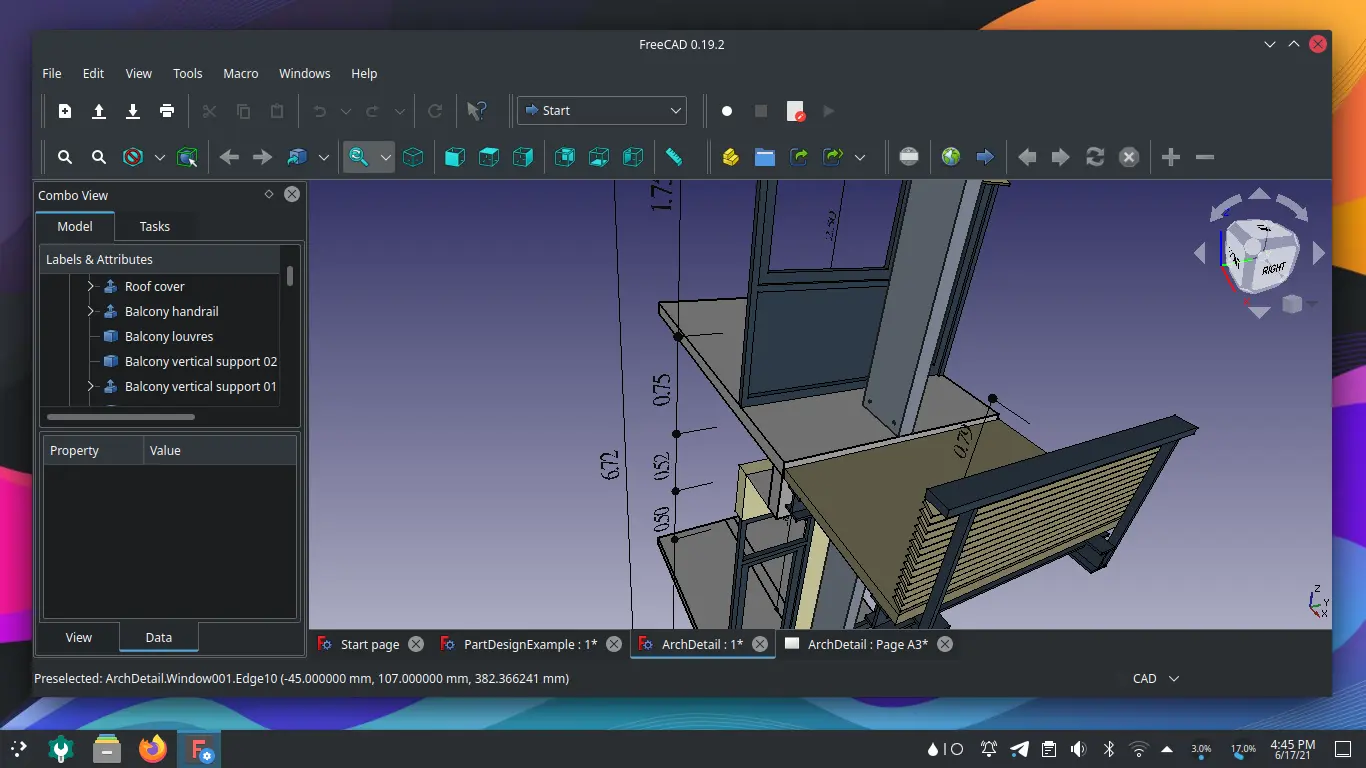 FreeCAD 0.19.2
File Edit View Tools Macro Windows Help
Start
Combo View
Model Tasks
Labels & Attributes
Roof cover
Balcony handrail
Balcony louvres
Balcony vertical support 02
Balcony vertical support 01
Property Value
View Data
0.75
0.52
6.72
0.50
0.79
RIGHT
Z
Y
X
Start page PartDesignExample : 1* ArchDetail : 1* ArchDetail : Page A3*
Preselected: ArchDetail.Window001.Edge10 (-45.000000 mm, 107.000000 mm, 382.366241 mm)
CAD
3.0% 17.0% 4:45 PM
6/17/21